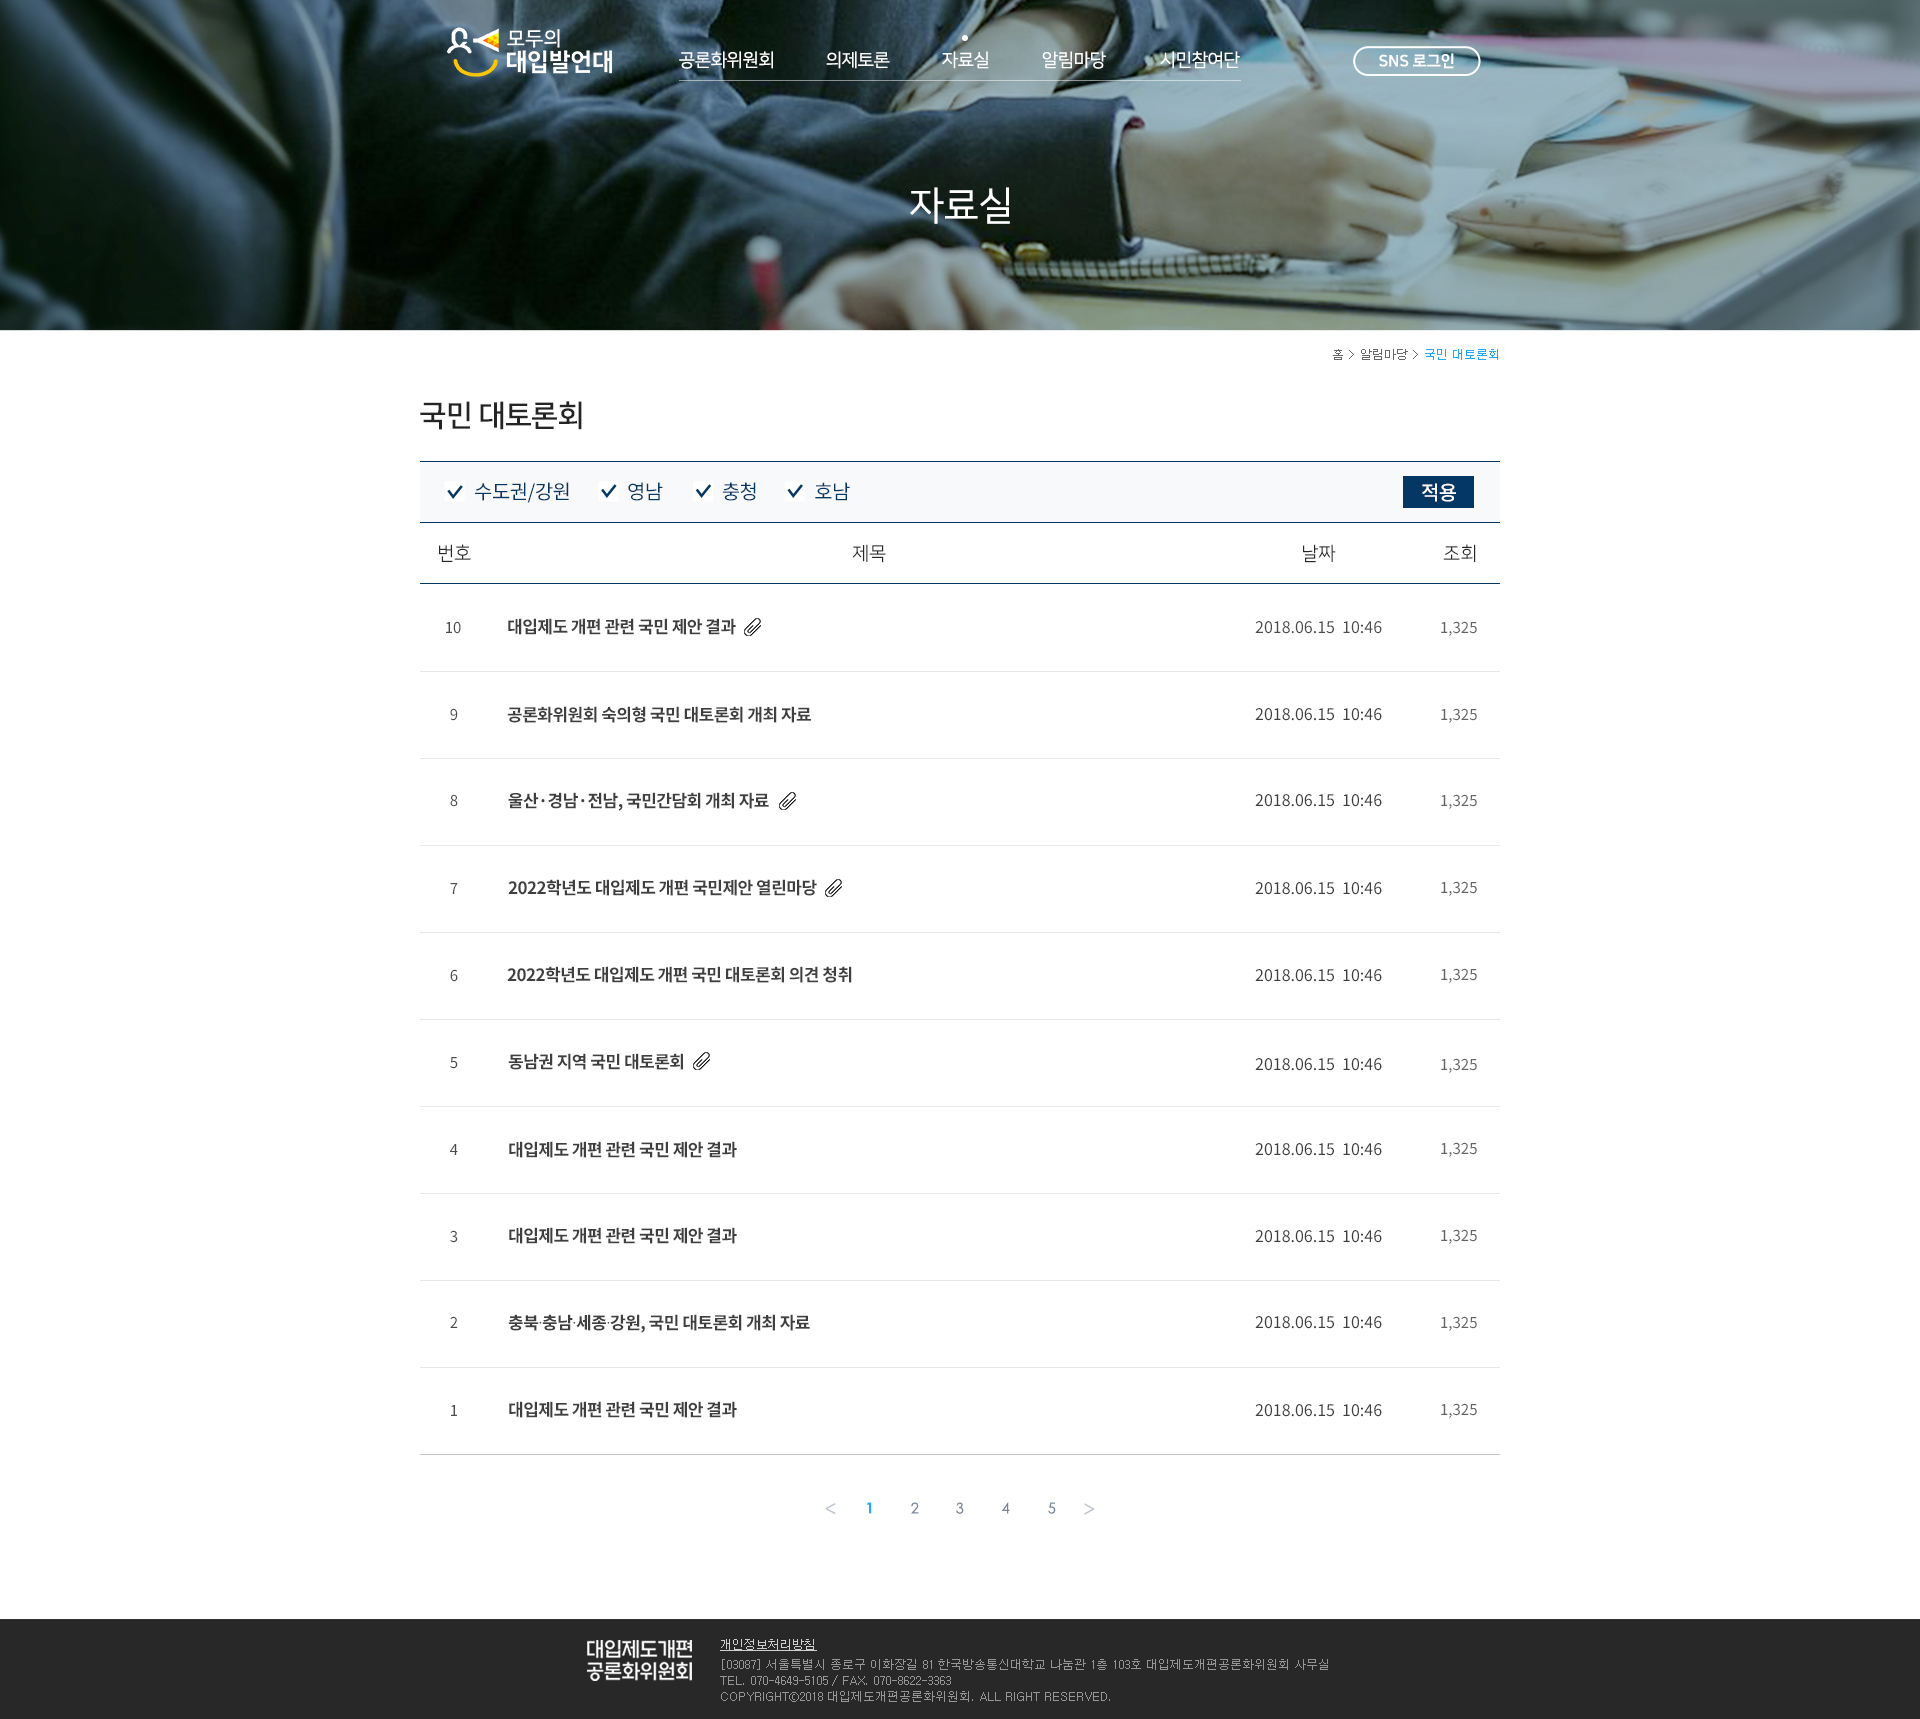 모두의
대입발언대
공론화위원회 의제토론 자료실 알림마당 시민참여단
SNS 로그인
자료실
홈 > 알림마당 > 국민 대토론회
국민 대토론회
수도권/강원 영남 충청 호남 적용
번호 제목 날짜 조회
10 대입제도 개편 관련 국민 제안 결과 2018.06.15 10:46 1,325
9 공론화위원회 숙의형 국민 대토론회 개최 자료 2018.06.15 10:46 1,325
8 울산·경남·전남, 국민간담회 개최 자료 2018.06.15 10:46 1,325
7 2022학년도 대입제도 개편 국민제안 열린마당 2018.06.15 10:46 1,325
6 2022학년도 대입제도 개편 국민 대토론회 의견 청취 2018.06.15 10:46 1,325
5 동남권 지역 국민 대토론회 2018.06.15 10:46 1,325
4 대입제도 개편 관련 국민 제안 결과 2018.06.15 10:46 1,325
3 대입제도 개편 관련 국민 제안 결과 2018.06.15 10:46 1,325
2 충북·충남·세종·강원, 국민 대토론회 개최 자료 2018.06.15 10:46 1,325
1 대입제도 개편 관련 국민 제안 결과 2018.06.15 10:46 1,325
< 1 2 3 4 5 >
대입제도개편
공론화위원회
개인정보처리방침
[03087] 서울특별시 종로구 이화장길 81 한국방송통신대학교 나눔관 1층 103호 대입제도개편공론화위원회 사무실
TEL. 070-4649-5105 / FAX. 070-8622-3363
COPYRIGHT©2018 대입제도개편공론화위원회. ALL RIGHT RESERVED.